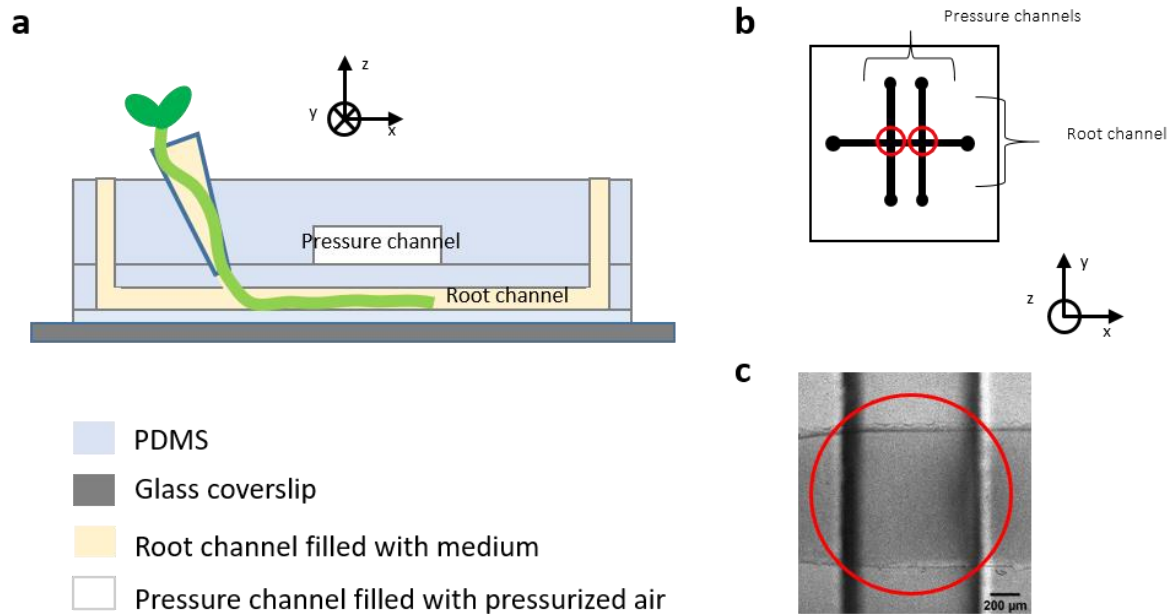 a
z
y
x
Pressure channel
Root channel
PDMS
Glass coverslip
Root channel filled with medium
Pressure channel filled with pressurized air
b
Pressure channels
Root channel
y
z
x
c
200 µm